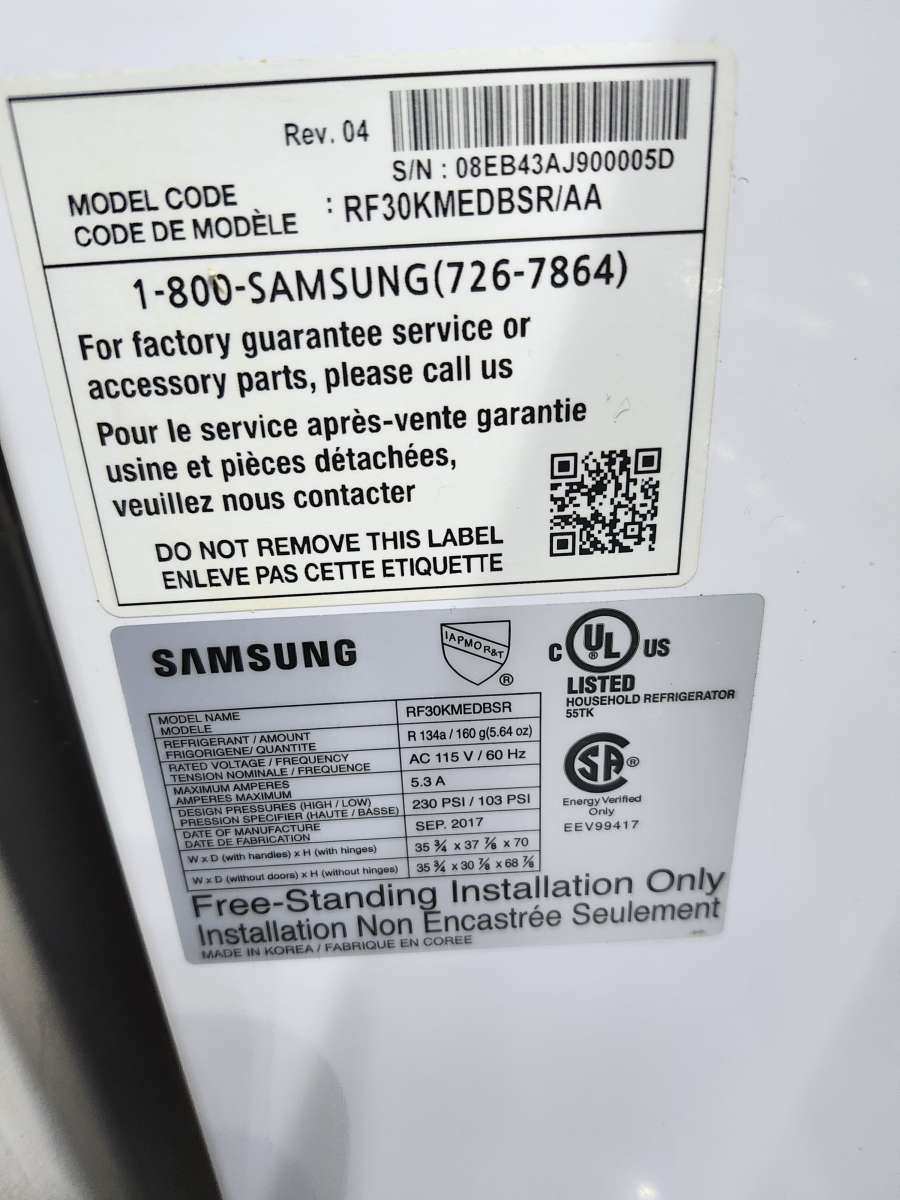 Rev. 04
S/N : 08EB43AJ900005D
MODEL CODE
CODE DE MODÈLE : RF30KMEDBSR/AA
1-800-SAMSUNG(726-7864)
For factory guarantee service or
accessory parts, please call us
Pour le service après-vente garantie
usine et pièces détachées,
veuillez nous contacter
DO NOT REMOVE THIS LABEL
ENLEVE PAS CETTE ETIQUETTE
SAMSUNG
IAPMO R&T ®
C UL ® US
LISTED
HOUSEHOLD REFRIGERATOR
55TK
SA ®
Energy Verified
Only
EEV99417
MODEL NAME
MODELE
RF30KMEDBSR
REFRIGERANT / AMOUNT
FRIGORIGENE/ QUANTITE
R 134a / 160 g(5.64 oz)
RATED VOLTAGE / FREQUENCY
TENSION NOMINALE / FREQUENCE
AC 115 V / 60 Hz
MAXIMUM AMPERES
AMPERES MAXIMUM
5.3 A
DESIGN PRESSURES (HIGH / LOW)
PRESSION SPECIFIER (HAUTE / BASSE)
230 PSI / 103 PSI
DATE OF MANUFACTURE
DATE DE FABRICATION
SEP. 2017
W x D (with handles) x H (with hinges)
35 ¾ x 37 ⅞ x 70
W x D (without doors) x H (without hinges)
35 ¾ x 30 ⅞ x 68 ⅞
Free-Standing Installation Only
Installation Non Encastrée Seulement
MADE IN KOREA / FABRIQUE EN COREE